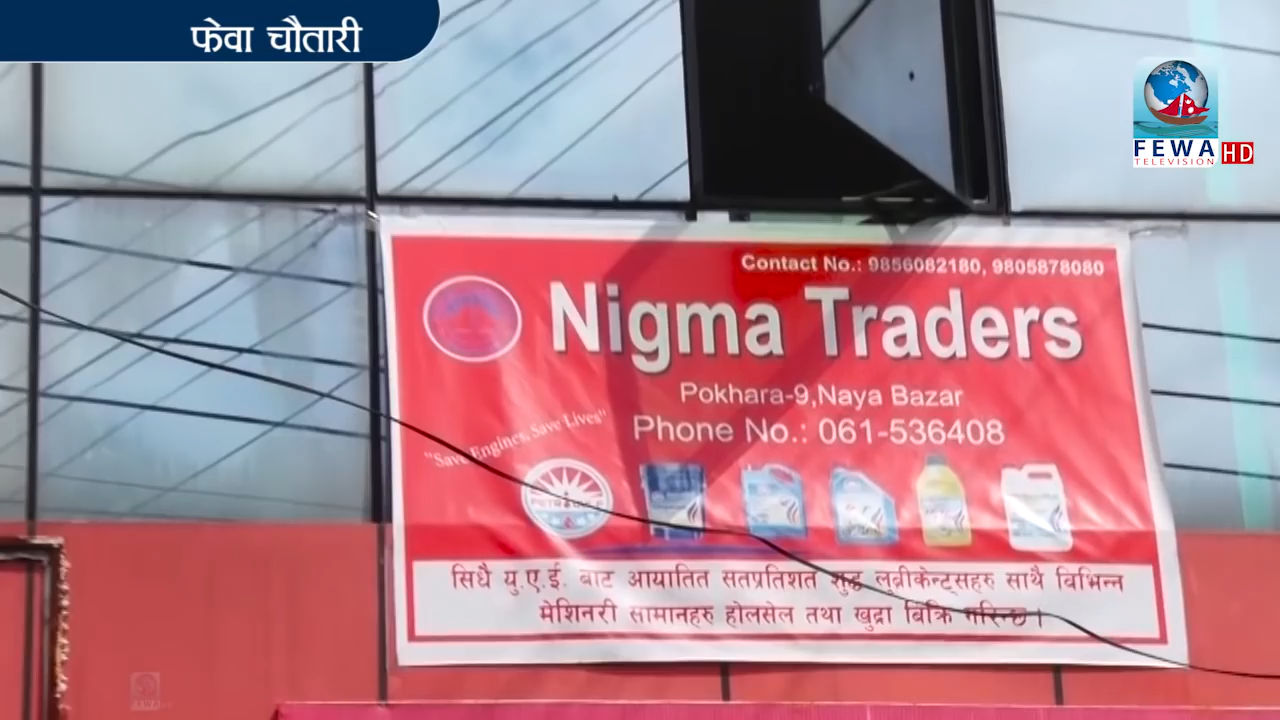 फेवा चौतारी
FEWA HD
TELEVISION
Contact No.: 9856082180, 9805878080
Nigma Traders
Pokhara-9,Naya Bazar
Phone No.: 061-536408
"Save Engines, Save Lives"
सिधै यु.ए.ई. बाट आयातित सतप्रतिशत शुद्ध लुब्रीकेन्ट्सहरु साथै विभिन्न
मेशिनरी सामानहरु होलसेल तथा खुद्रा बिक्रि गरिन्छ।
FEWA